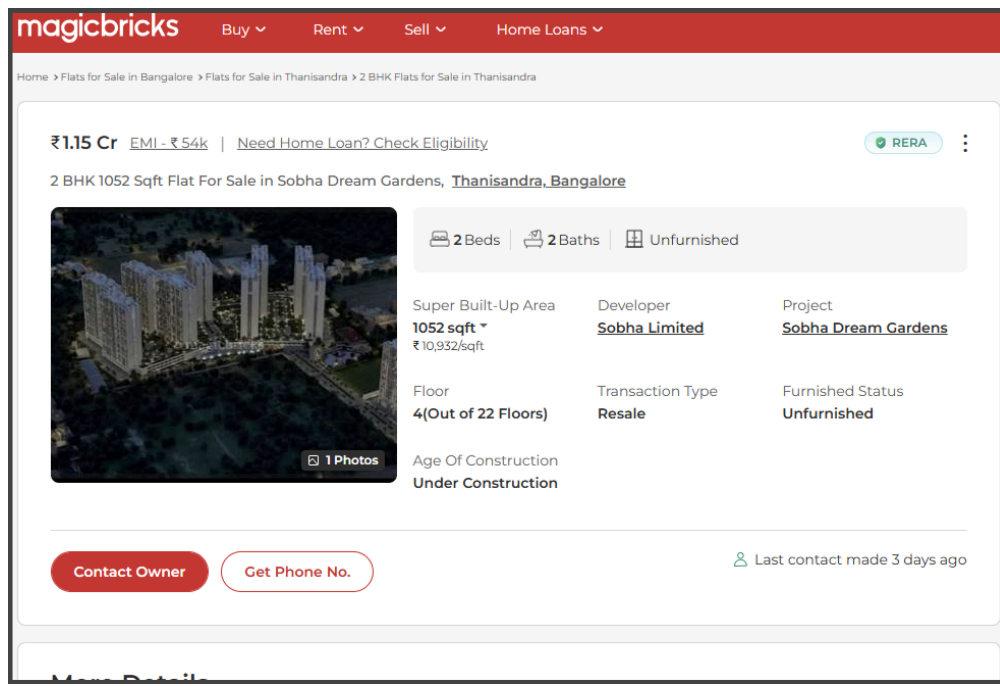 magicbricks
Buy Rent Sell Home Loans
Home > Flats for Sale in Bangalore > Flats for Sale in Thanisandra > 2 BHK Flats for Sale in Thanisandra
₹1.15 Cr EMI - ₹ 54k | Need Home Loan? Check Eligibility RERA
2 BHK 1052 Sqft Flat For Sale in Sobha Dream Gardens, Thanisandra, Bangalore
2 Beds 2 Baths Unfurnished
Super Built-Up Area Developer Project
1052 sqft Sobha Limited Sobha Dream Gardens
₹ 10,932/sqft
Floor Transaction Type Furnished Status
4(Out of 22 Floors) Resale Unfurnished
1 Photos
Age Of Construction
Under Construction
Contact Owner Get Phone No. Last contact made 3 days ago
More Details